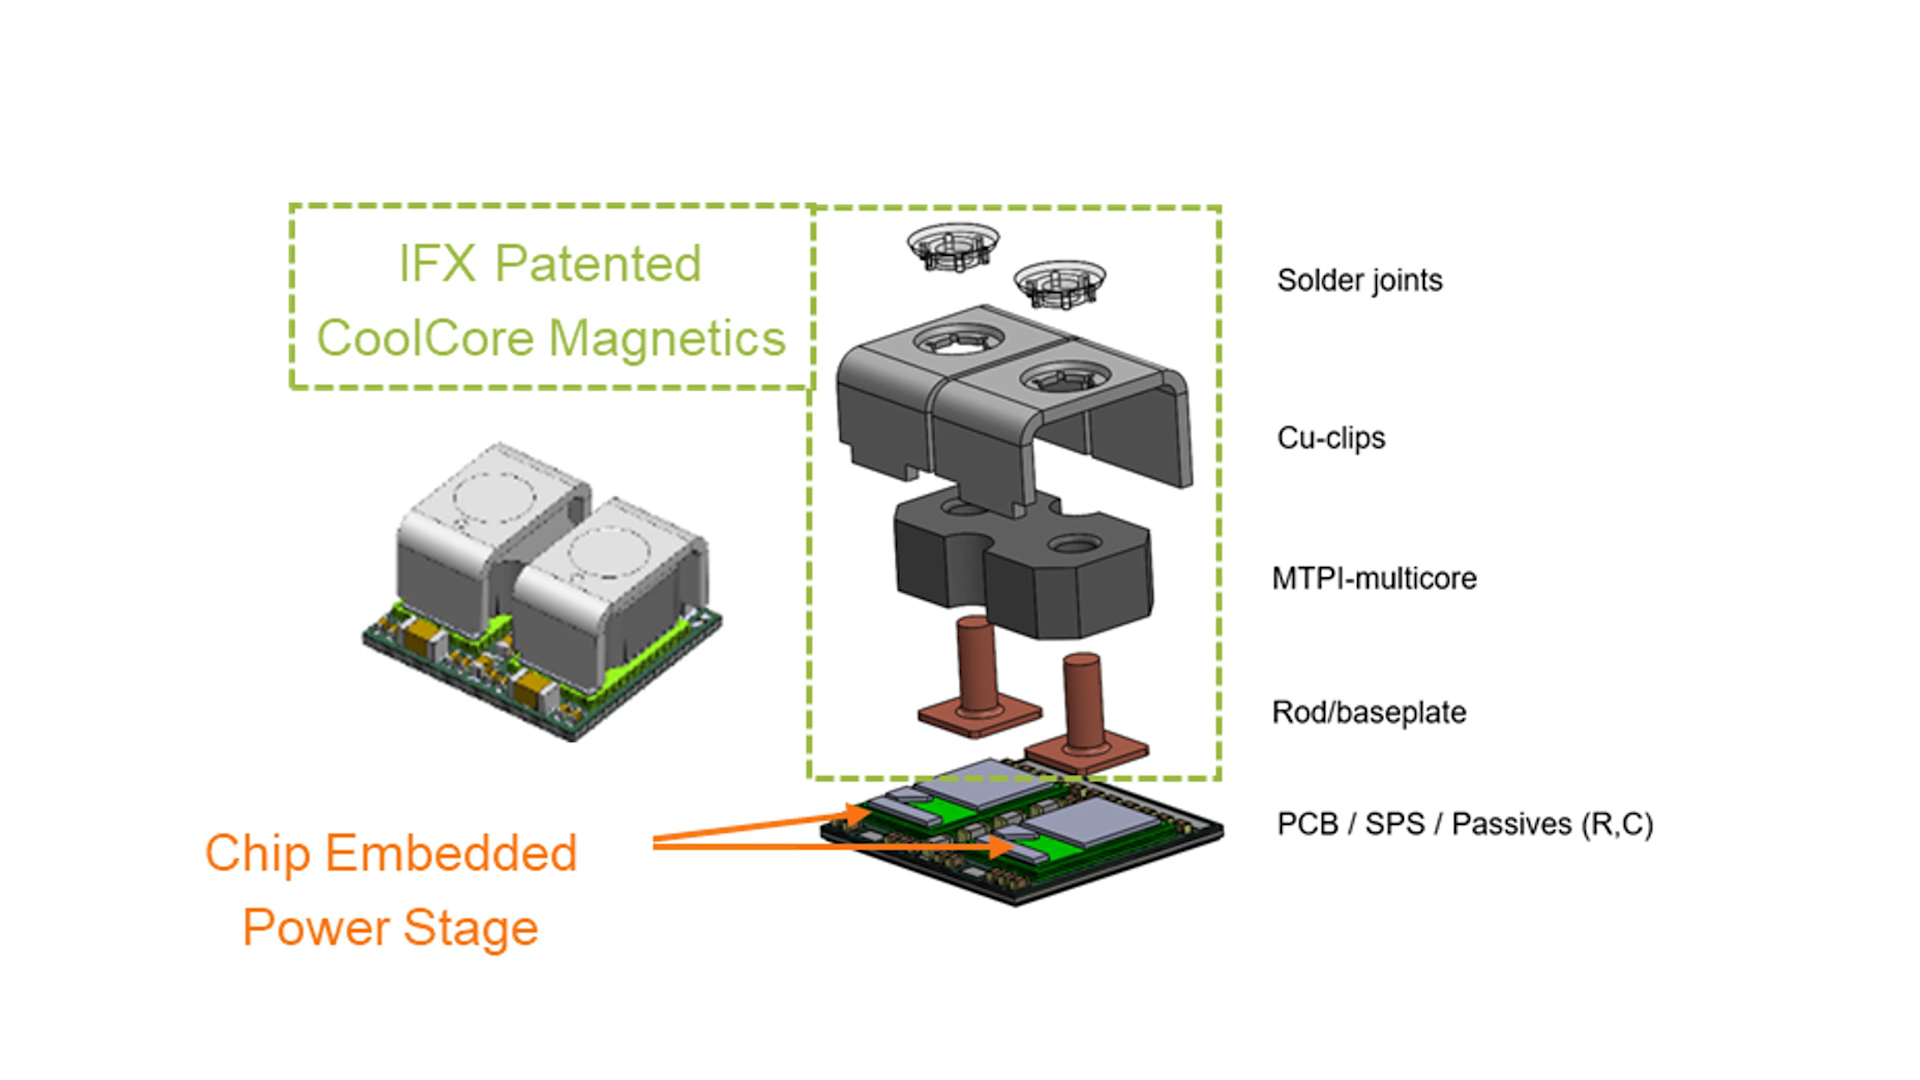 IFX Patented
CoolCore Magnetics
Solder joints
Cu-clips
MTPI-multicore
Rod/baseplate
PCB / SPS / Passives (R,C)
Chip Embedded
Power Stage